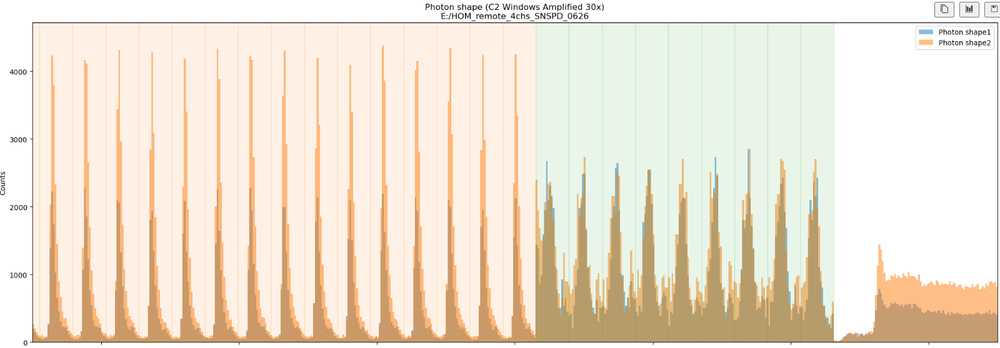 Photon shape (C2 Windows Amplified 30x)
E:/HOM_remote_4chs_SNSPD_0626
Photon shape1
Photon shape2
4000
3000
2000
1000
0
Counts